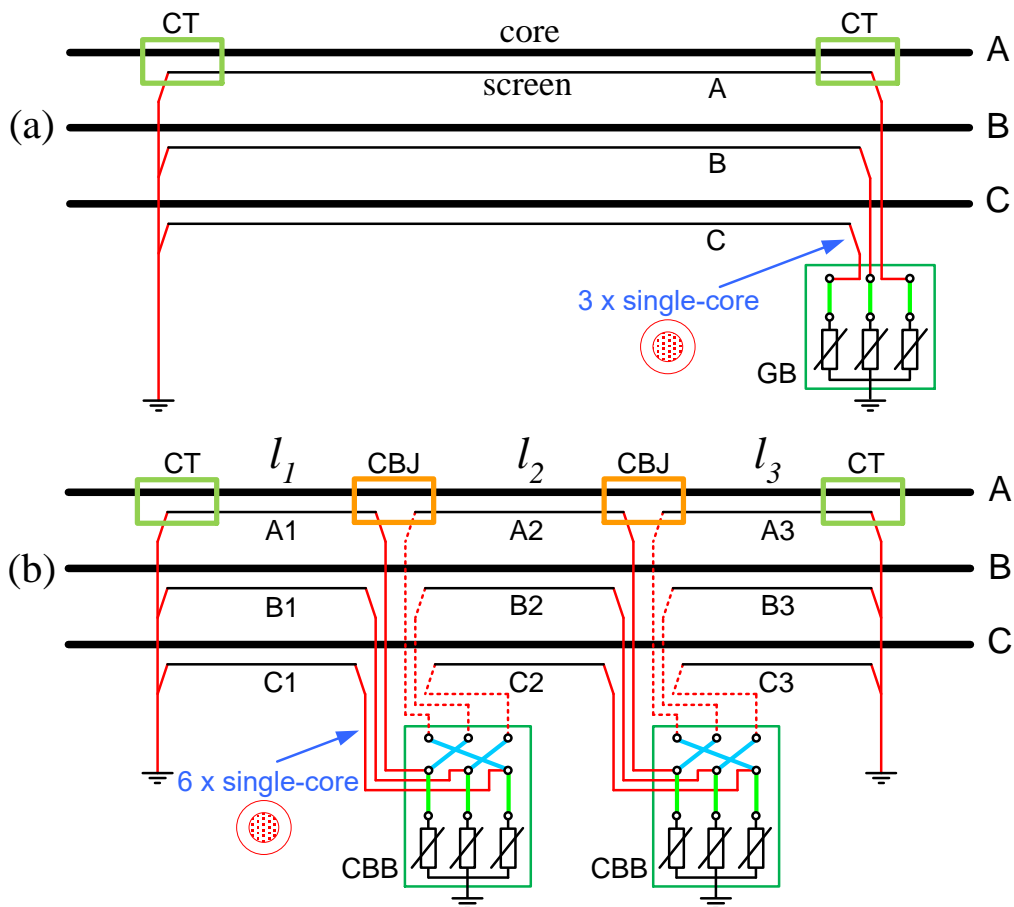 CT
core
CT
A
screen
A
(a)
B
B
C
C
3 x single-core
GB
CT
l1
CBJ
l2
CBJ
l3
CT
A
A1
A2
A3
(b)
B
B1
B2
B3
C
C1
C2
C3
6 x single-core
CBB
CBB